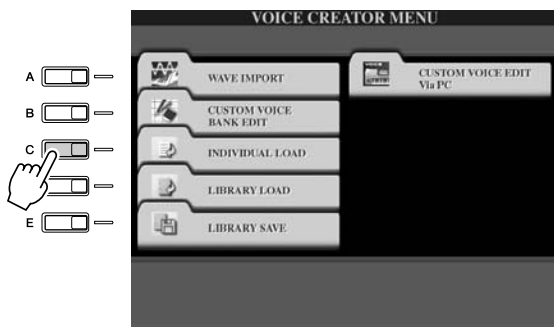 VOICE CREATOR MENU
A
WAVE IMPORT
CUSTOM VOICE EDIT
Via PC
B
CUSTOM VOICE
BANK EDIT
C
INDIVIDUAL LOAD
LIBRARY LOAD
E
LIBRARY SAVE